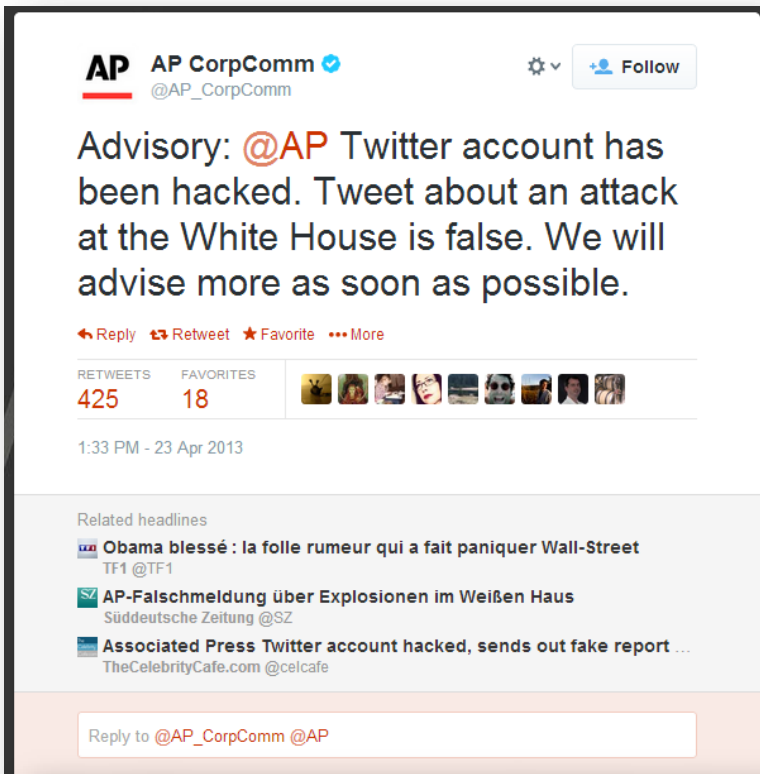 AP
AP CorpComm
@AP_CorpComm
Follow
Advisory: @AP Twitter account has
been hacked. Tweet about an attack
at the White House is false. We will
advise more as soon as possible.
Reply Retweet Favorite More
RETWEETS FAVORITES
425 18
1:33 PM - 23 Apr 2013
Related headlines
TF1 Obama blessé : la folle rumeur qui a fait paniquer Wall-Street
TF1 @TF1
SZ AP-Falschmeldung über Explosionen im Weißen Haus
Süddeutsche Zeitung @SZ
Associated Press Twitter account hacked, sends out fake report ...
TheCelebrityCafe.com @celcafe
Reply to @AP_CorpComm @AP